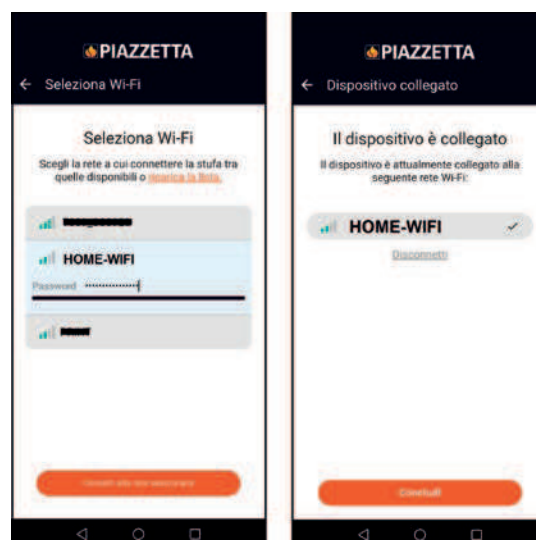 PIAZZETTA
← Seleziona Wi-Fi
Seleziona Wi-Fi
Scegli la rete a cui connettere la stufa tra
quelle disponibili o ricarica la lista.
HOME-WIFI
Password ················
PIAZZETTA
← Dispositivo collegato
Il dispositivo è collegato
Il dispositivo è attualmente collegato alla
seguente rete Wi-Fi:
HOME-WIFI
Disconnetti
Concludi